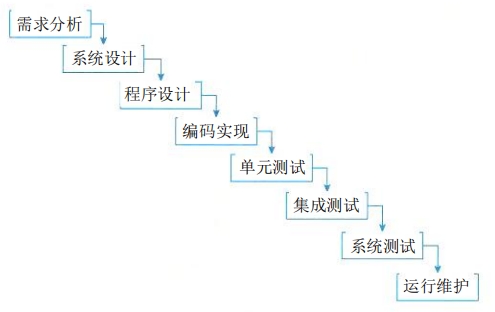 需求分析
系统设计
程序设计
编码实现
单元测试
集成测试
系统测试
运行维护